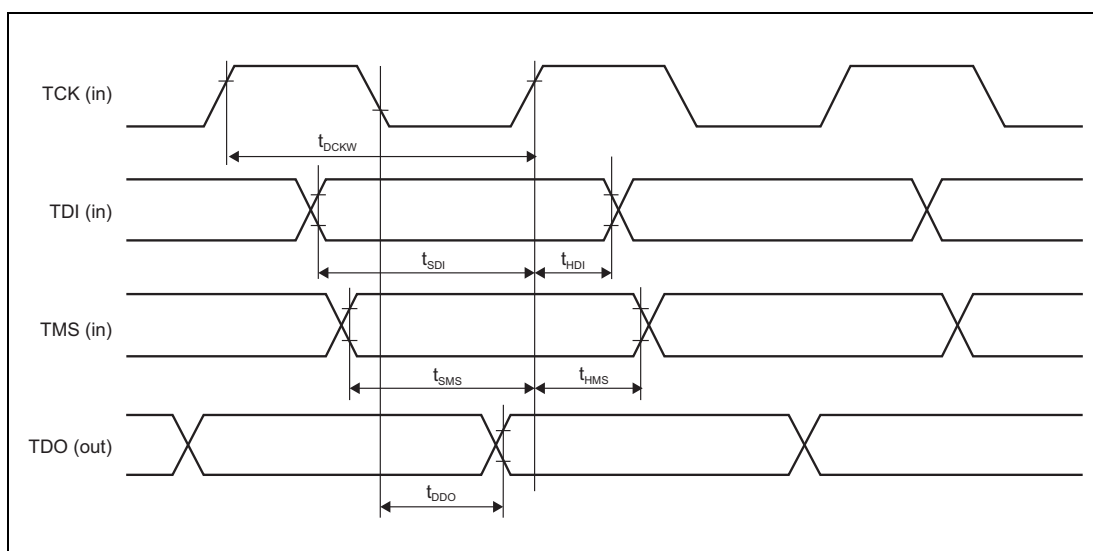 TCK (in)
tDCKW
TDI (in)
tSDI
tHDI
TMS (in)
tSMS
tHMS
TDO (out)
tDDO